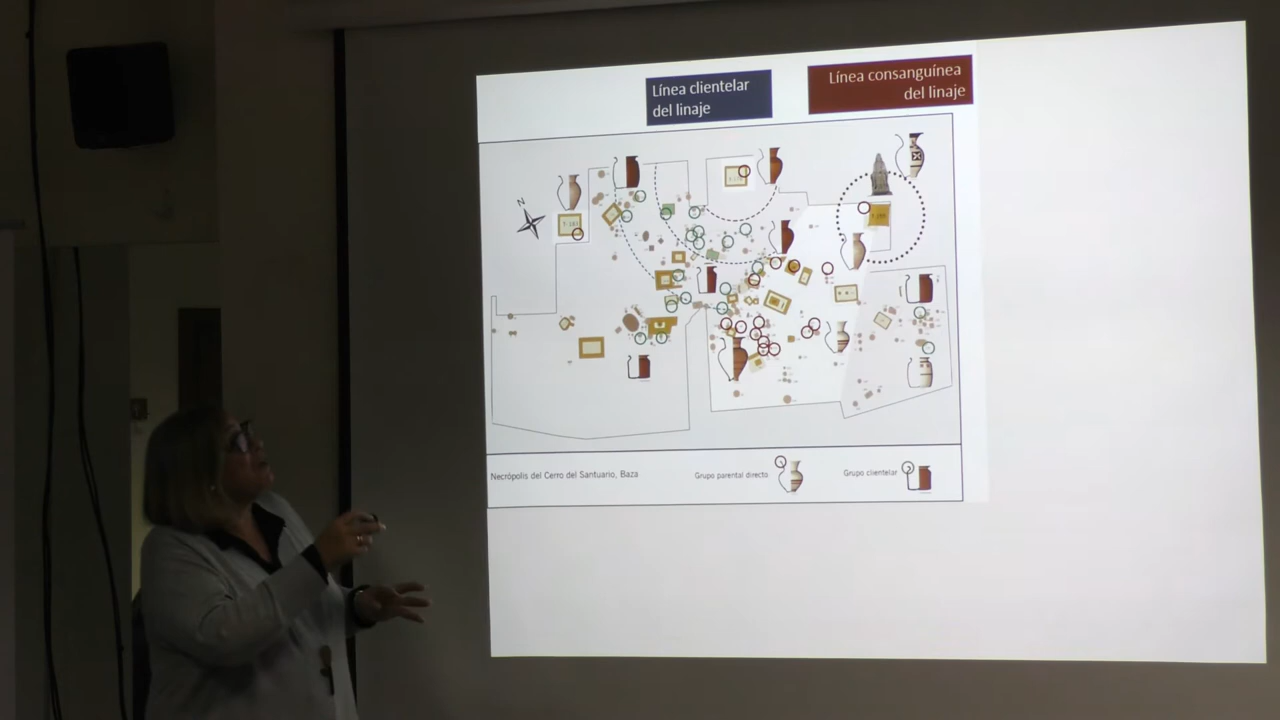 Línea clientelar
del linaje
Línea consanguínea
del linaje
N
Necrópolis del Cerro del Santuario, Baza
Grupo parental directo
Grupo clientelar